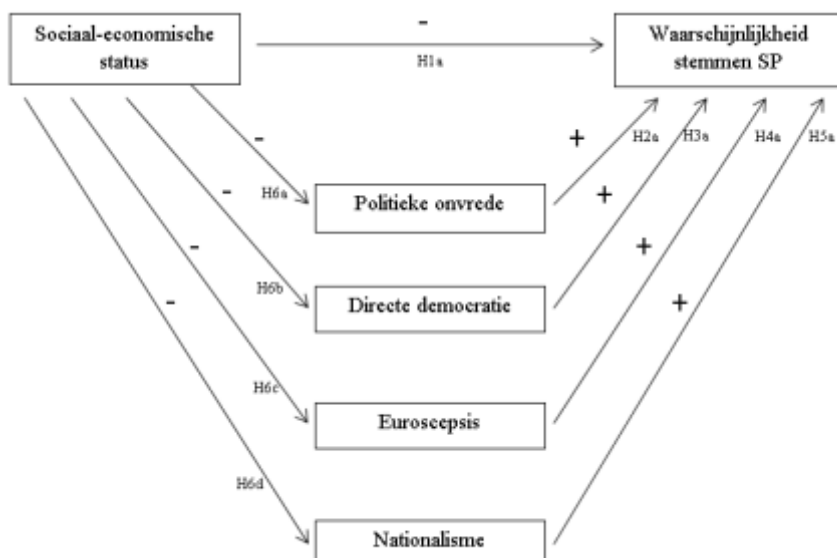 Sociaal-economische
status
-
H1a
Waarschijnlijkheid
stemmen SP
-
H6a
+
H2a
H3a
H4a
H5a
Politieke onvrede
-
H6b
+
Directe democratie
-
H6c
+
Euroscepsis
-
H6d
+
Nationalisme